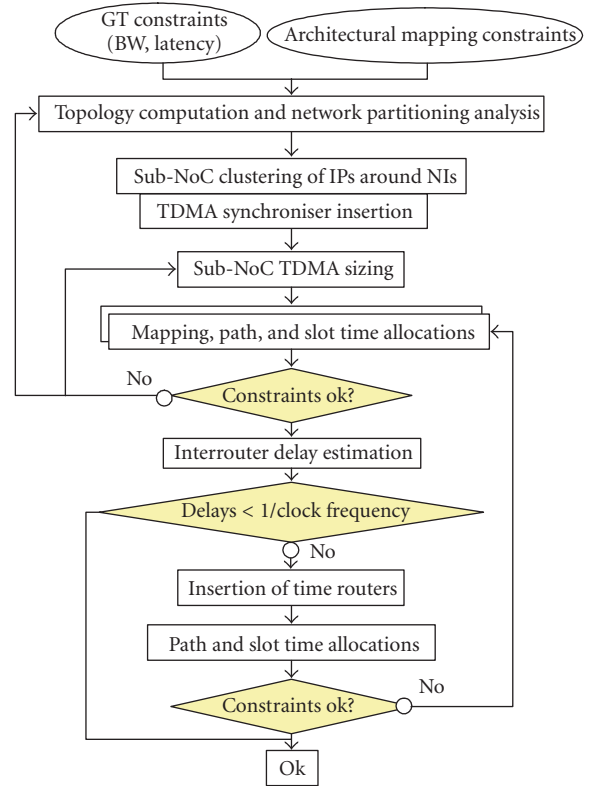 GT constraints
(BW, latency)
Architectural mapping constraints
Topology computation and network partitioning analysis
Sub-NoC clustering of IPs around NIs
TDMA synchroniser insertion
Sub-NoC TDMA sizing
Mapping, path, and slot time allocations
No
Constraints ok?
Interrouter delay estimation
Delays < 1/clock frequency
No
Insertion of time routers
Path and slot time allocations
No
Constraints ok?
Ok